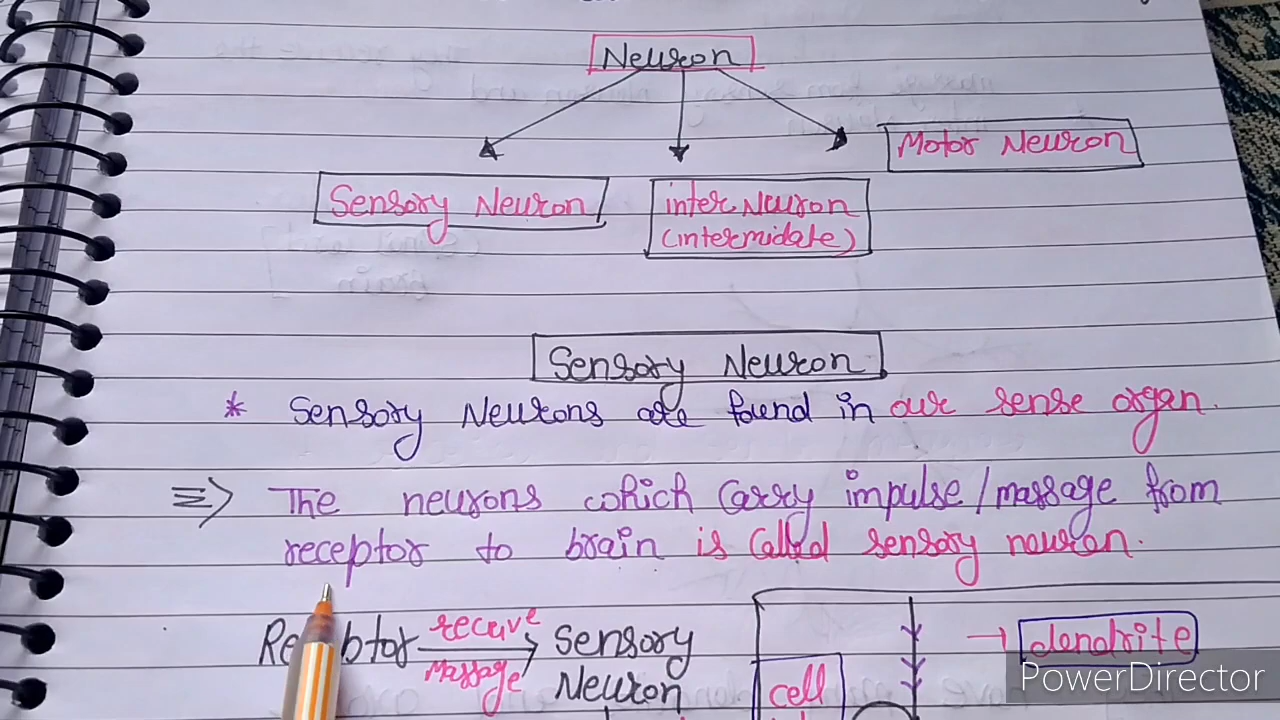 Neuron
Motor Neuron
Sensory Neuron
inter Neuron
(intermidate)
Sensory Neuron
* Sensory Neurons are found in our sense organ.
⇒ The neurons which carry impulse/massage from
receptor to brain is called sensory neuron.
receive
massage
Sensory
Neuron
→ dendrite
cell
PowerDirector